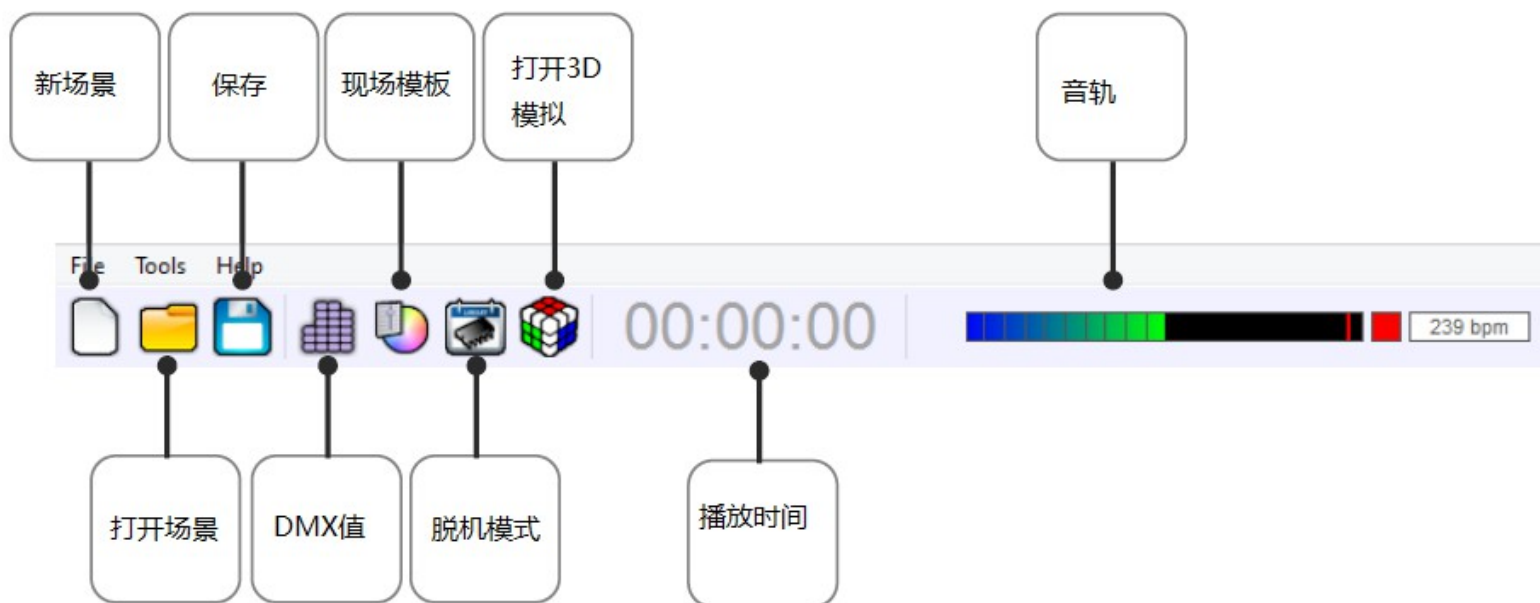 新场景
保存
现场模板
打开3D
模拟
音轨
File Tools Help
00:00:00
239 bpm
打开场景
DMX值
脱机模式
播放时间